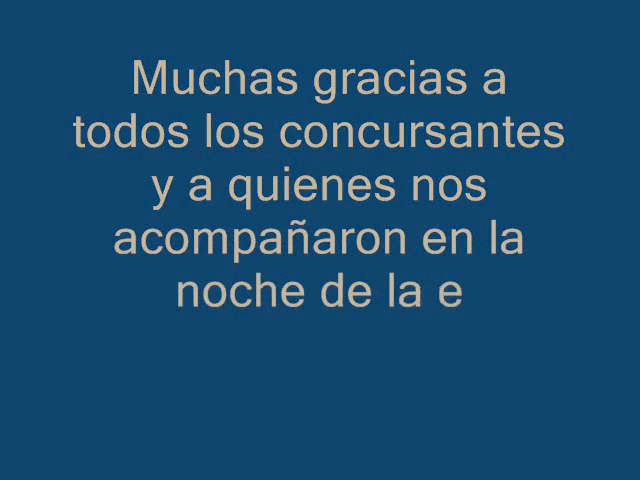 Muchas gracias a
todos los concursantes
y a quienes nos
acompañaron en la
noche de la e